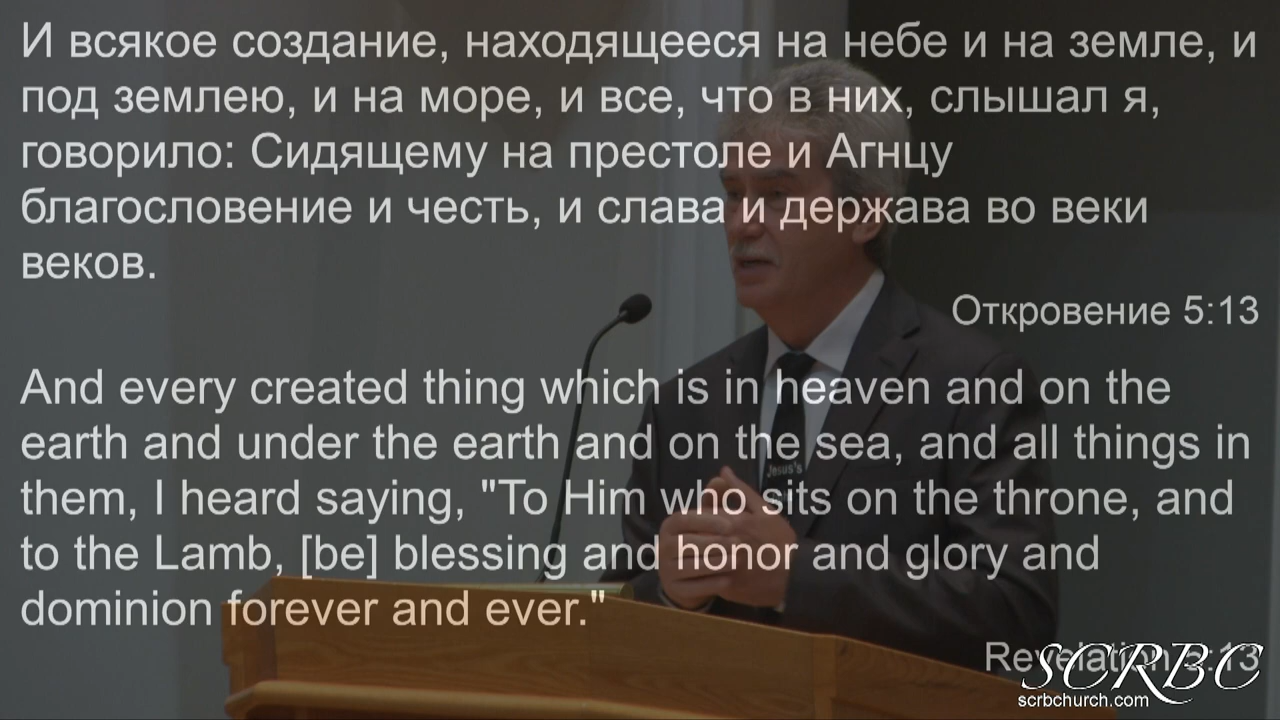 И всякое создание, находящееся на небе и на земле, и
под землею, и на море, и все, что в них, слышал я,
говорило: Сидящему на престоле и Агнцу
благословение и честь, и слава и держава во веки
веков.
Откровение 5:13
And every created thing which is in heaven and on the
earth and under the earth and on the sea, and all things in
them, I heard saying, "To Him who sits on the throne, and
to the Lamb, [be] blessing and honor and glory and
dominion forever and ever."
Revelation 5:13
SCRBC
scrbchurch.com
Jesus's